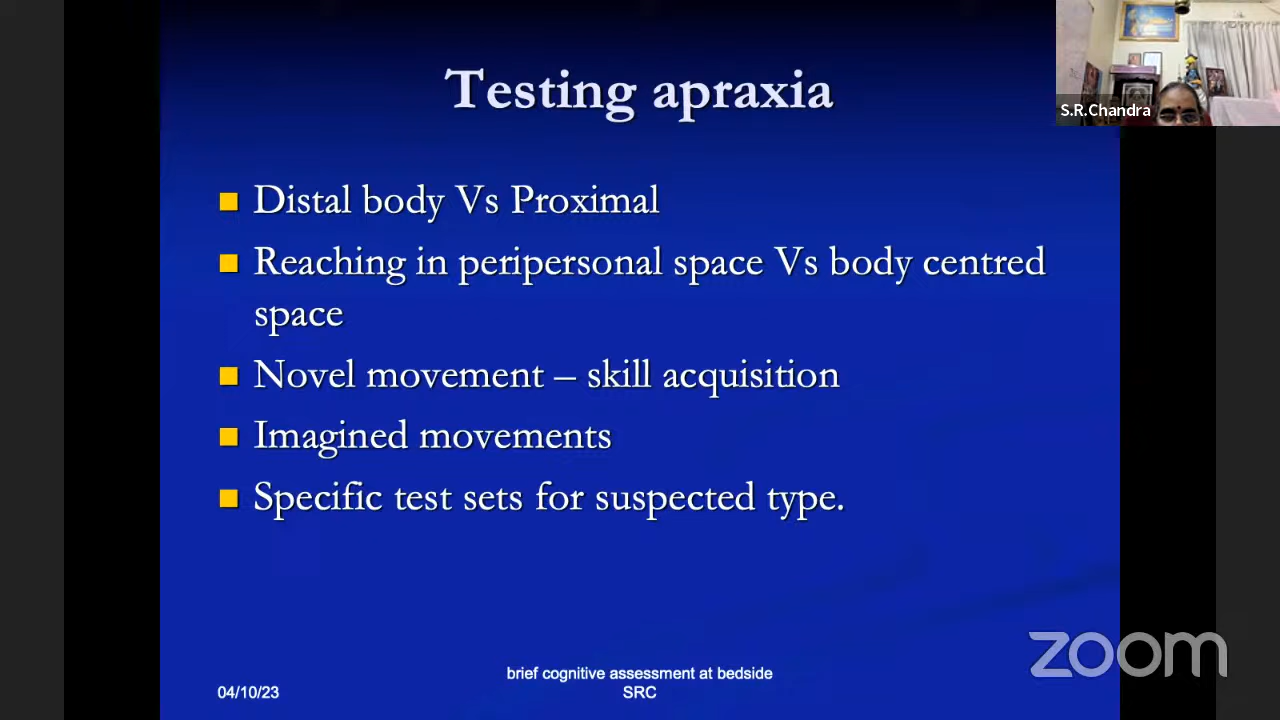 Testing apraxia
S.R.Chandra
Distal body Vs Proximal
Reaching in peripersonal space Vs body centred
space
Novel movement – skill acquisition
Imagined movements
Specific test sets for suspected type.
04/10/23
brief cognitive assessment at bedside
SRC
zoom